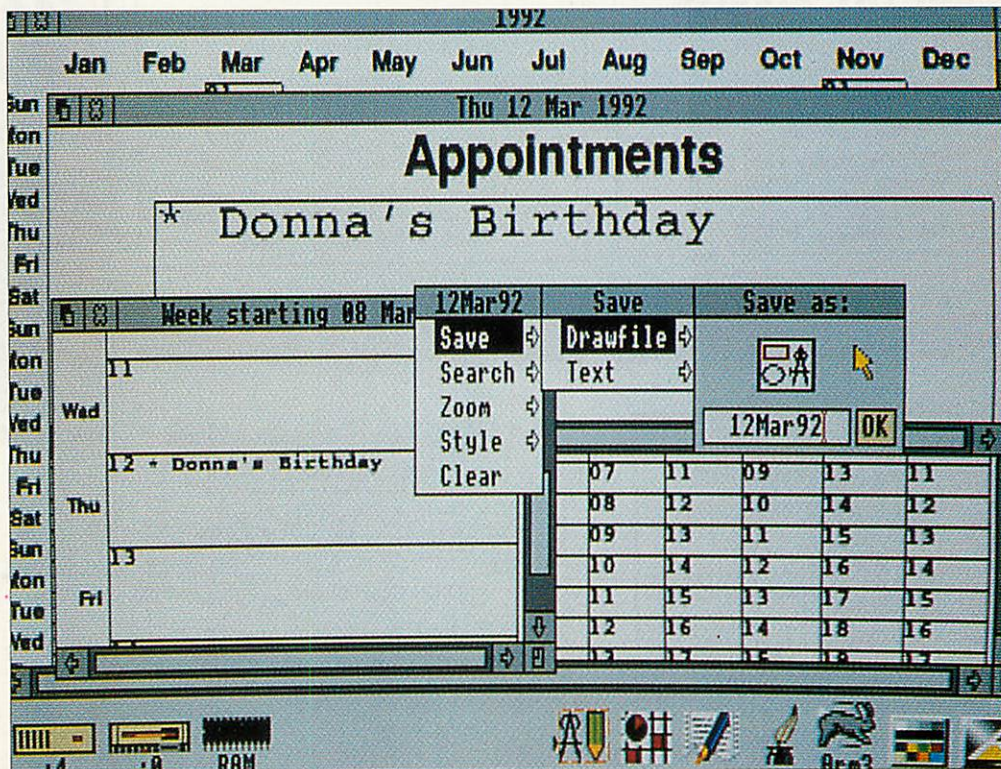 1992
Jan Feb Mar Apr May Jun Jul Aug Sep Oct Nov Dec
Sun
Mon
Tue
Wed
Thu
Fri
Sat
Sun
Mon
Tue
Wed
Thu
Fri
Sat
Sun
Mon
Tue
Wed
Thu 12 Mar 1992
Appointments
* Donna's Birthday
Week starting 08 Mar
Wed
11
Thu
12 * Donna's Birthday
Fri
13
12Mar92
Save
Search
Zoom
Style
Clear
Save
Drawfile
Text
Save as:
12Mar92 OK
07 11 09 13 11
08 12 10 14 12
09 13 11 15 13
10 14 12 16 14
11 15 13 17 15
12 16 14 18 16
:4 :0 RAM Arm3